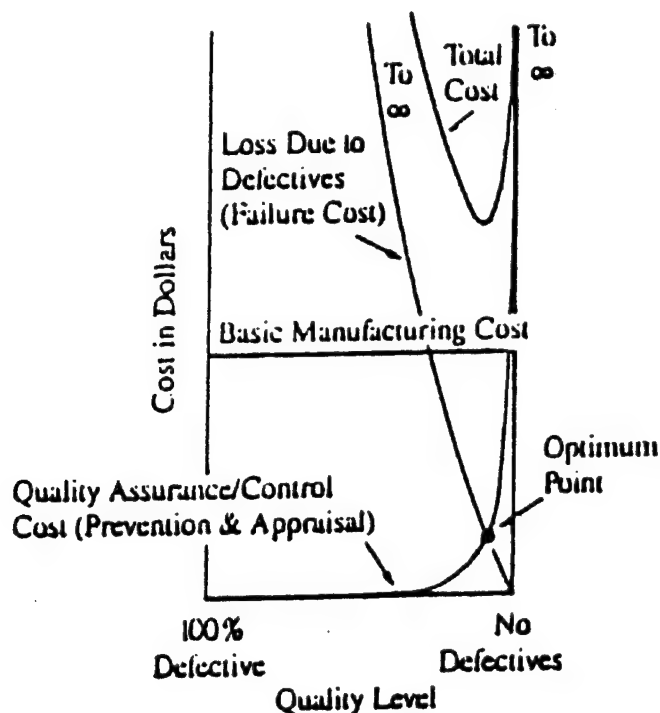 To
∞
Total
Cost
To
∞
Loss Due to
Defectives
(Failure Cost)
Cost in Dollars
Basic Manufacturing Cost
Optimum
Point
Quality Assurance/Control
Cost (Prevention & Appraisal)
100%
Defective
No
Defectives
Quality Level